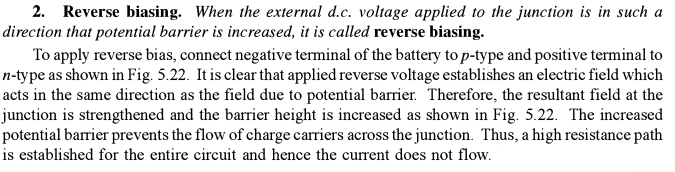 2. Reverse biasing. When the external d.c. voltage applied to the junction is in such a
direction that potential barrier is increased, it is called reverse biasing.
To apply reverse bias, connect negative terminal of the battery to p-type and positive terminal to
n-type as shown in Fig. 5.22. It is clear that applied reverse voltage establishes an electric field which
acts in the same direction as the field due to potential barrier. Therefore, the resultant field at the
junction is strengthened and the barrier height is increased as shown in Fig. 5.22. The increased
potential barrier prevents the flow of charge carriers across the junction. Thus, a high resistance path
is established for the entire circuit and hence the current does not flow.